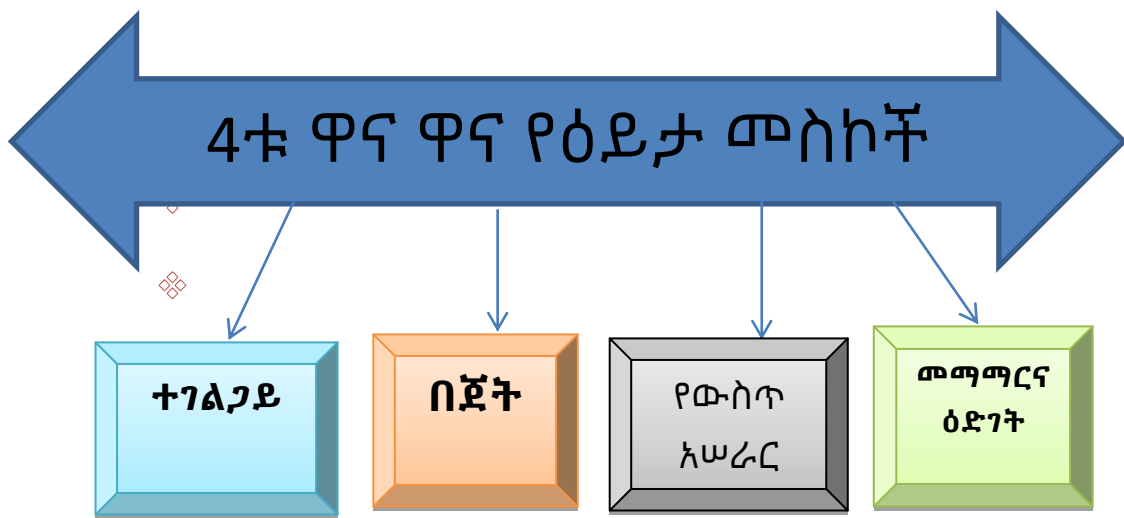 4ቱ ዋና ዋና የዕይታ መስኮች
ተገልጋይ
በጀት
የውስጥ
አሠራር
መማማርና
ዕድገት